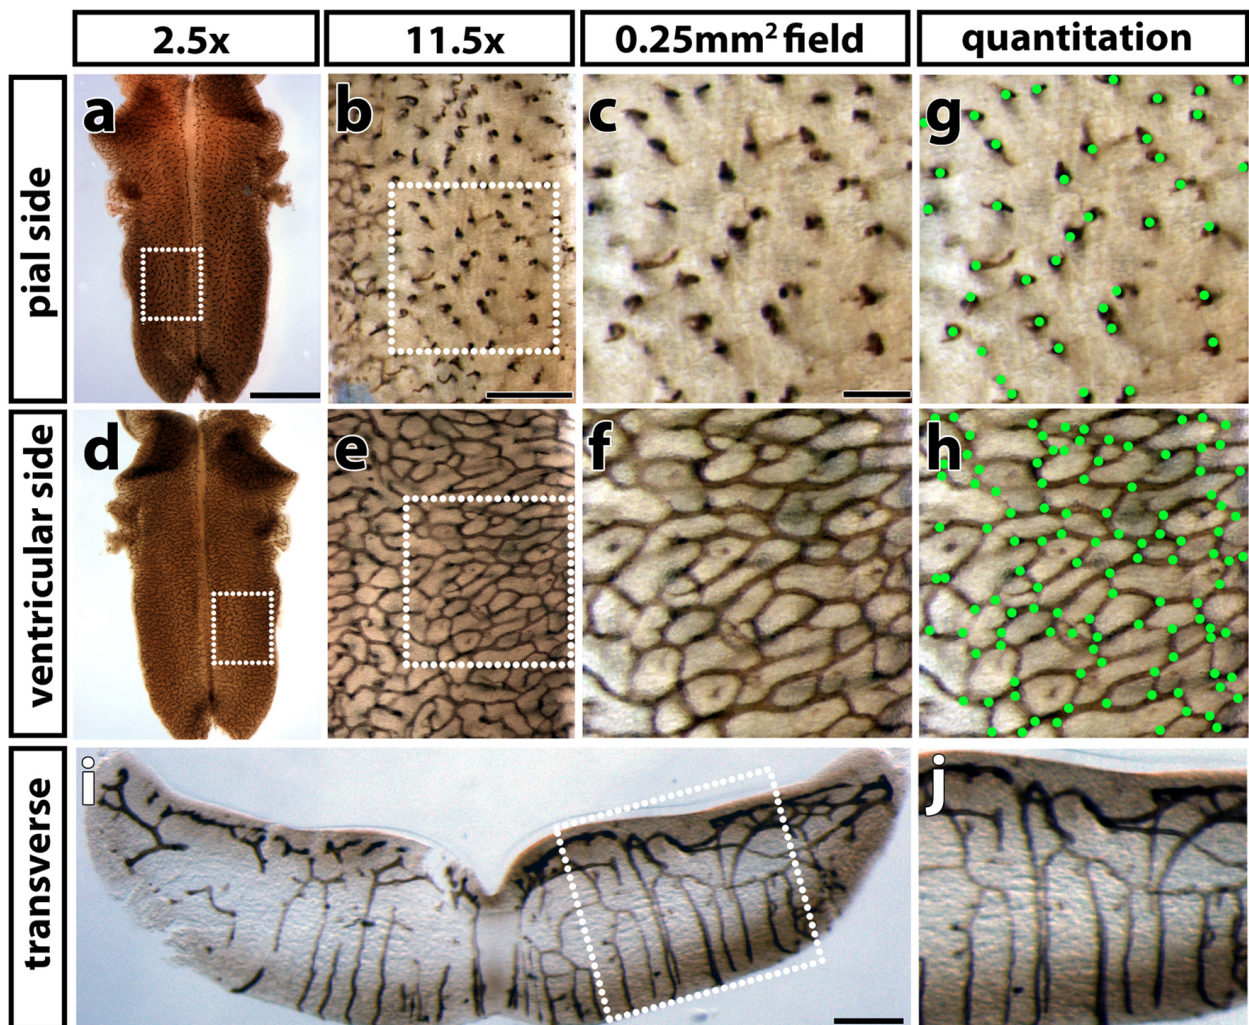 2.5x
11.5x
0.25mm² field
quantitation
pial side
a
b
c
g
ventricular side
d
e
f
h
transverse
i
j